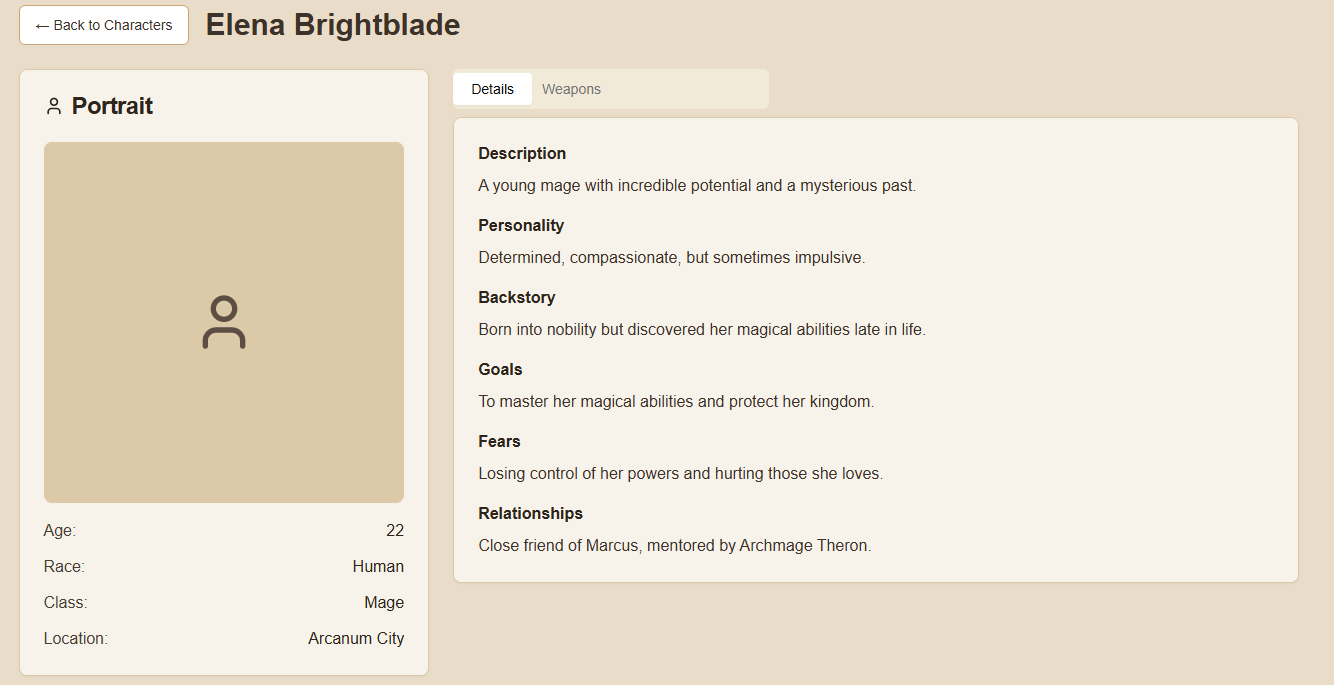 ← Back to Characters
Elena Brightblade
Portrait
Age: 22
Race: Human
Class: Mage
Location: Arcanum City
Details Weapons
Description
A young mage with incredible potential and a mysterious past.
Personality
Determined, compassionate, but sometimes impulsive.
Backstory
Born into nobility but discovered her magical abilities late in life.
Goals
To master her magical abilities and protect her kingdom.
Fears
Losing control of her powers and hurting those she loves.
Relationships
Close friend of Marcus, mentored by Archmage Theron.